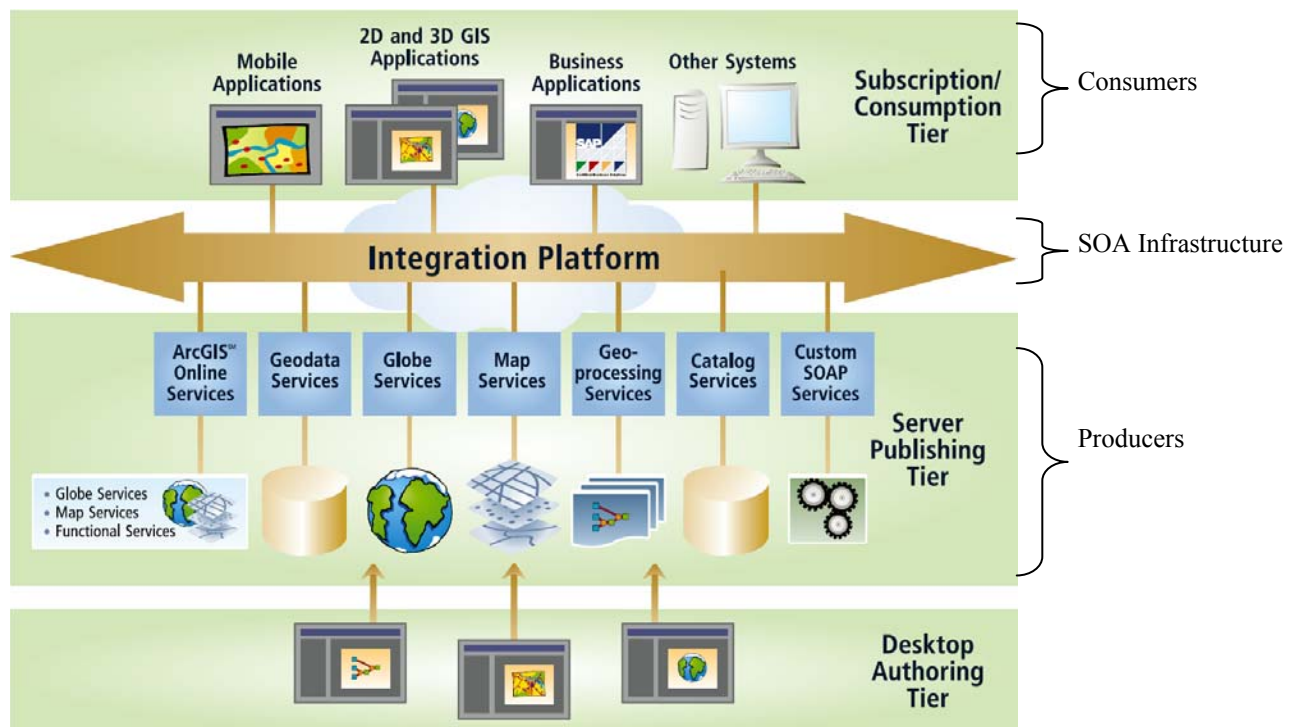 Mobile
Applications
2D and 3D GIS
Applications
Business
Applications
Other Systems
SAP
Subscription/
Consumption
Tier
Consumers
Integration Platform
SOA Infrastructure
ArcGIS℠
Online
Services
Geodata
Services
Globe
Services
Map
Services
Geo-
processing
Services
Catalog
Services
Custom
SOAP
Services
Server
Publishing
Tier
Producers
• Globe Services
• Map Services
• Functional Services
Desktop
Authoring
Tier